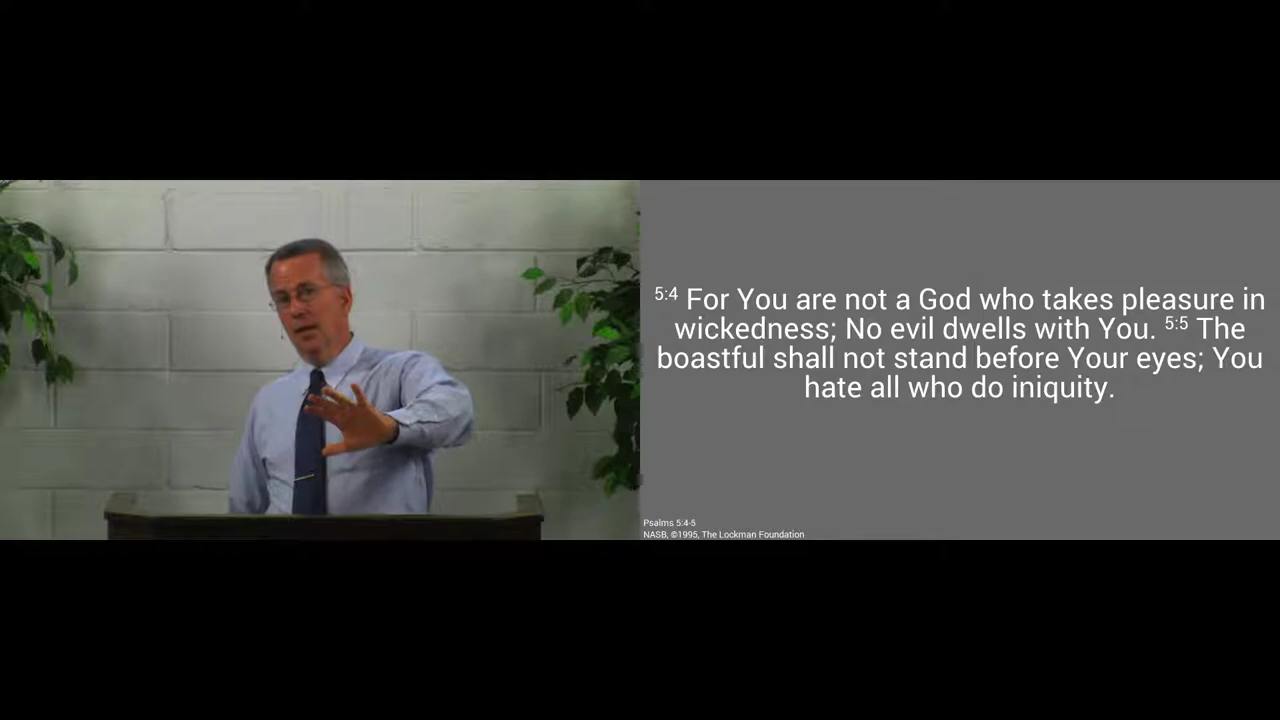 5:4 For You are not a God who takes pleasure in
wickedness; No evil dwells with You. 5:5 The
boastful shall not stand before Your eyes; You
hate all who do iniquity.
Psalms 5:4-5
NASB, ©1995, The Lockman Foundation